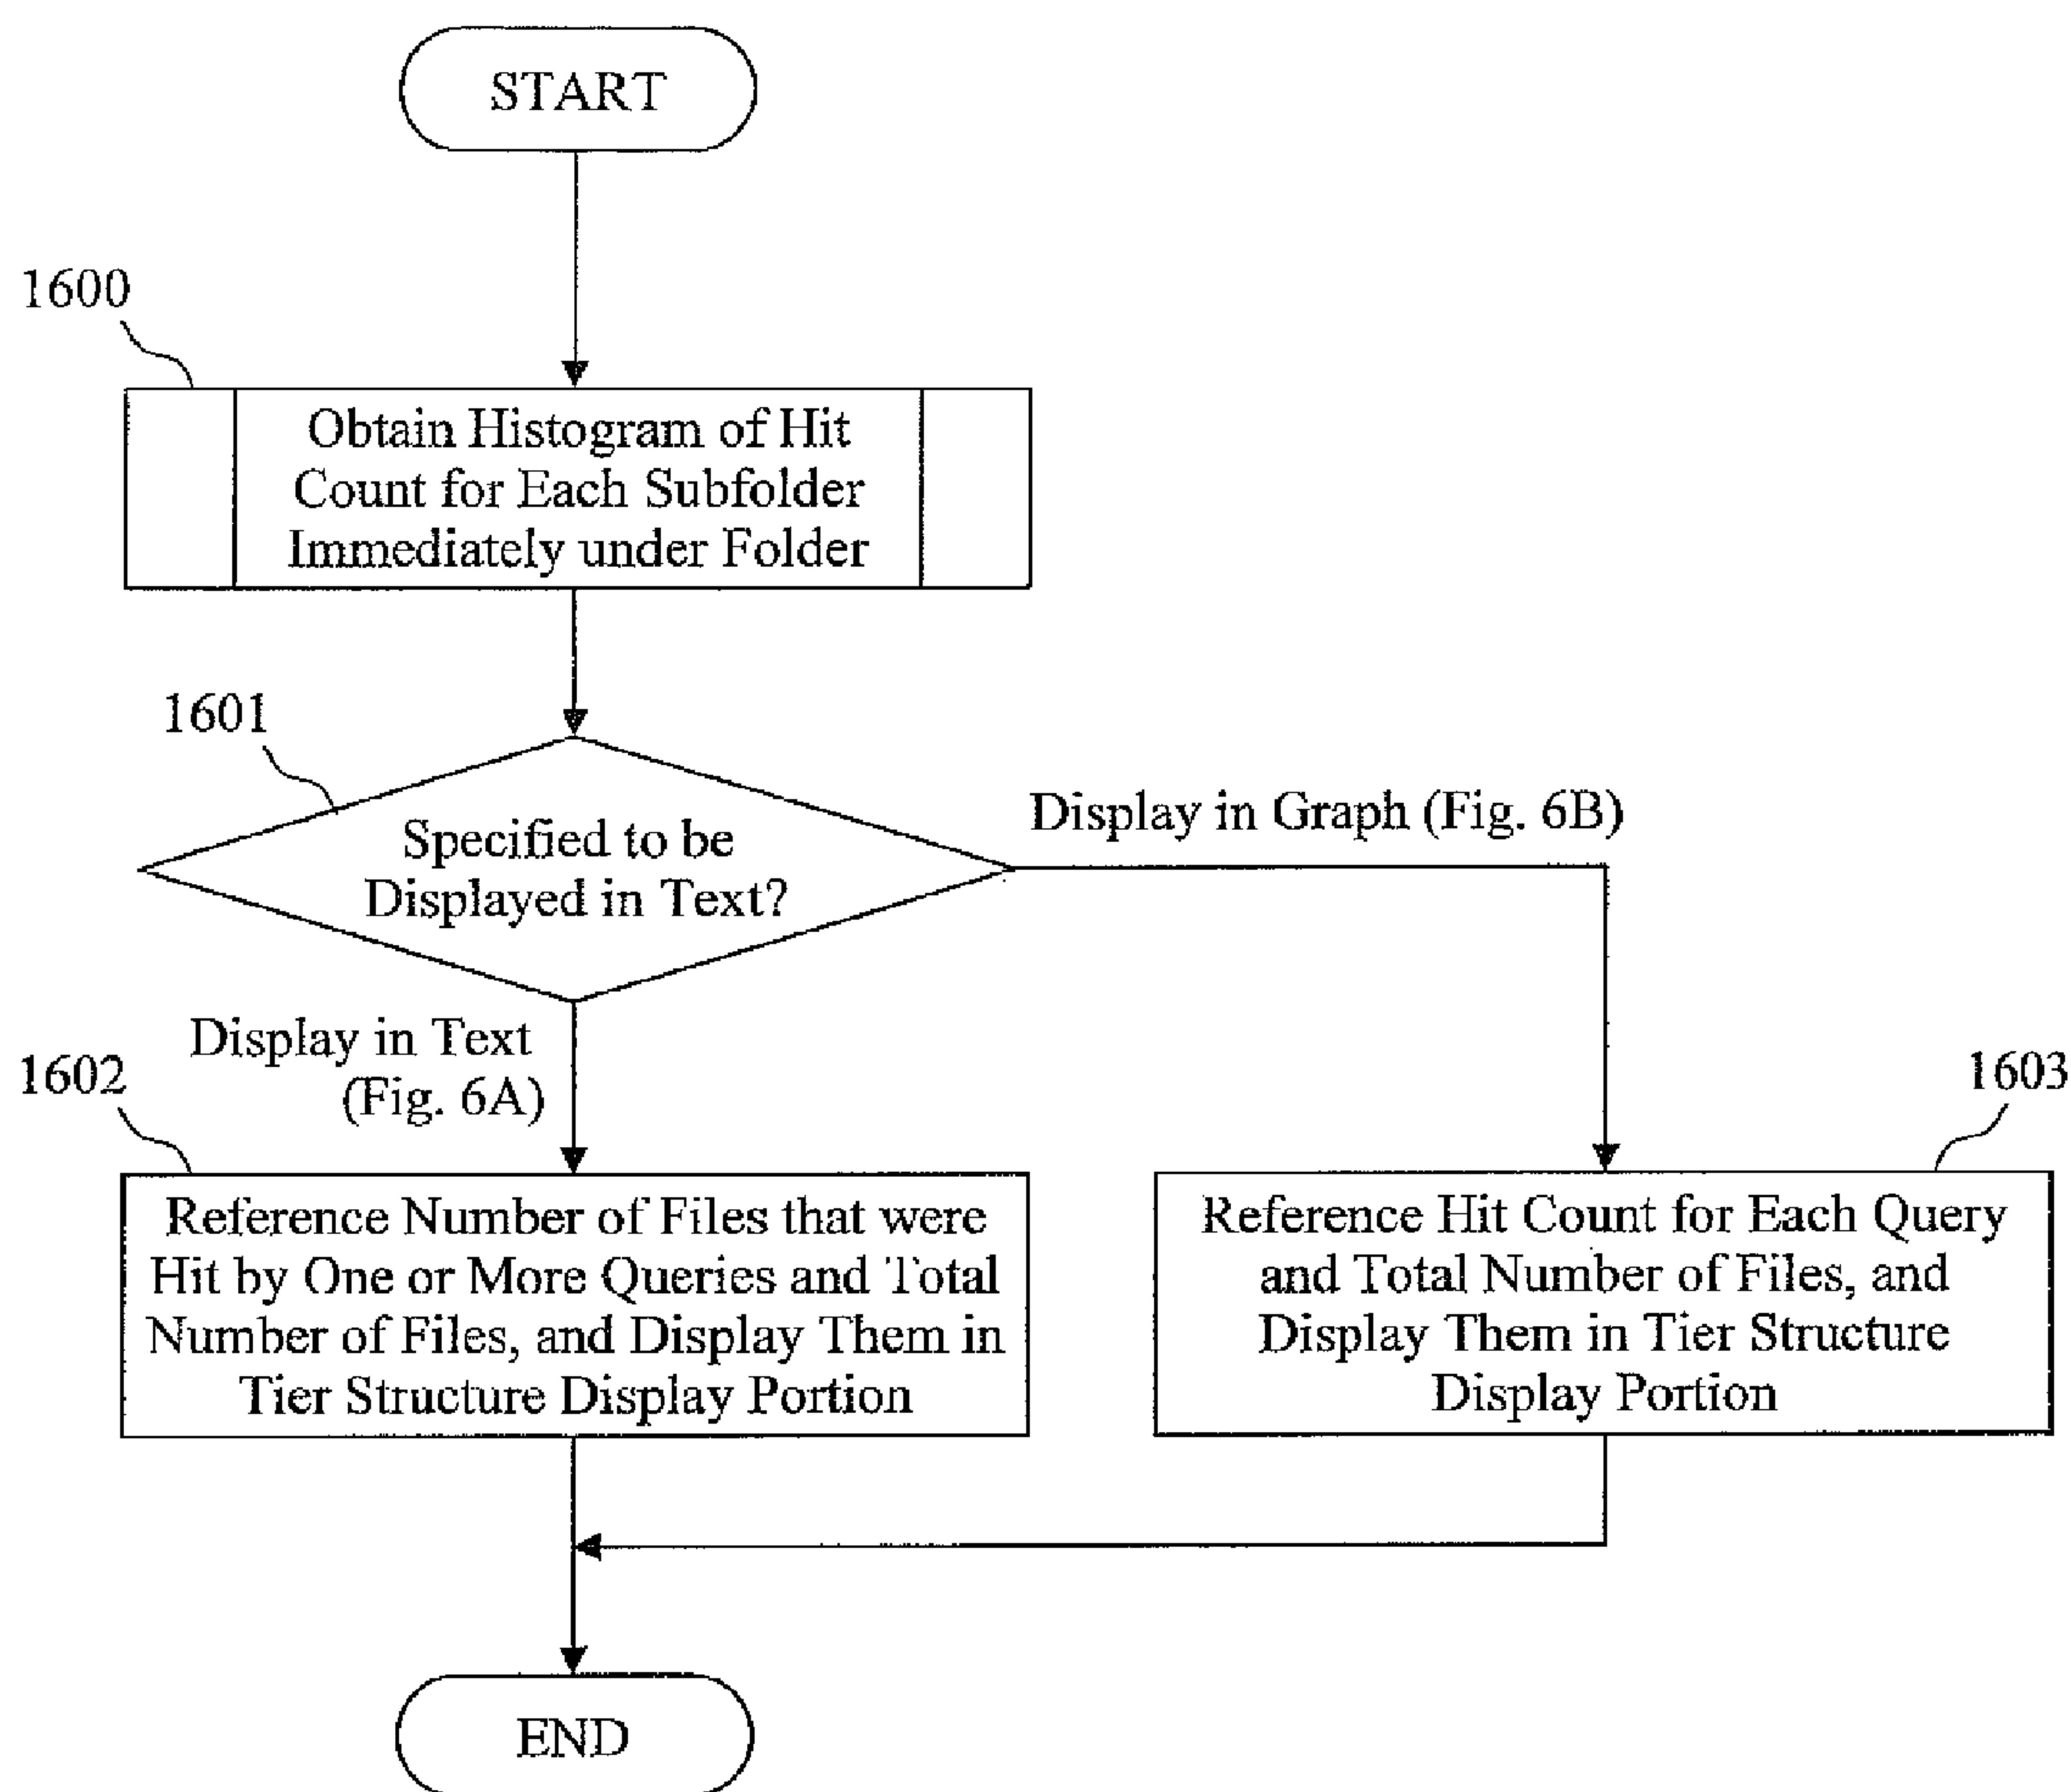 START
1600
Obtain Histogram of Hit
Count for Each Subfolder
Immediately under Folder
1601
Specified to be
Displayed in Text?
Display in Graph (Fig. 6B)
Display in Text
(Fig. 6A)
1602
Reference Number of Files that were
Hit by One or More Queries and Total
Number of Files, and Display Them in
Tier Structure Display Portion
1603
Reference Hit Count for Each Query
and Total Number of Files, and
Display Them in Tier Structure
Display Portion
END